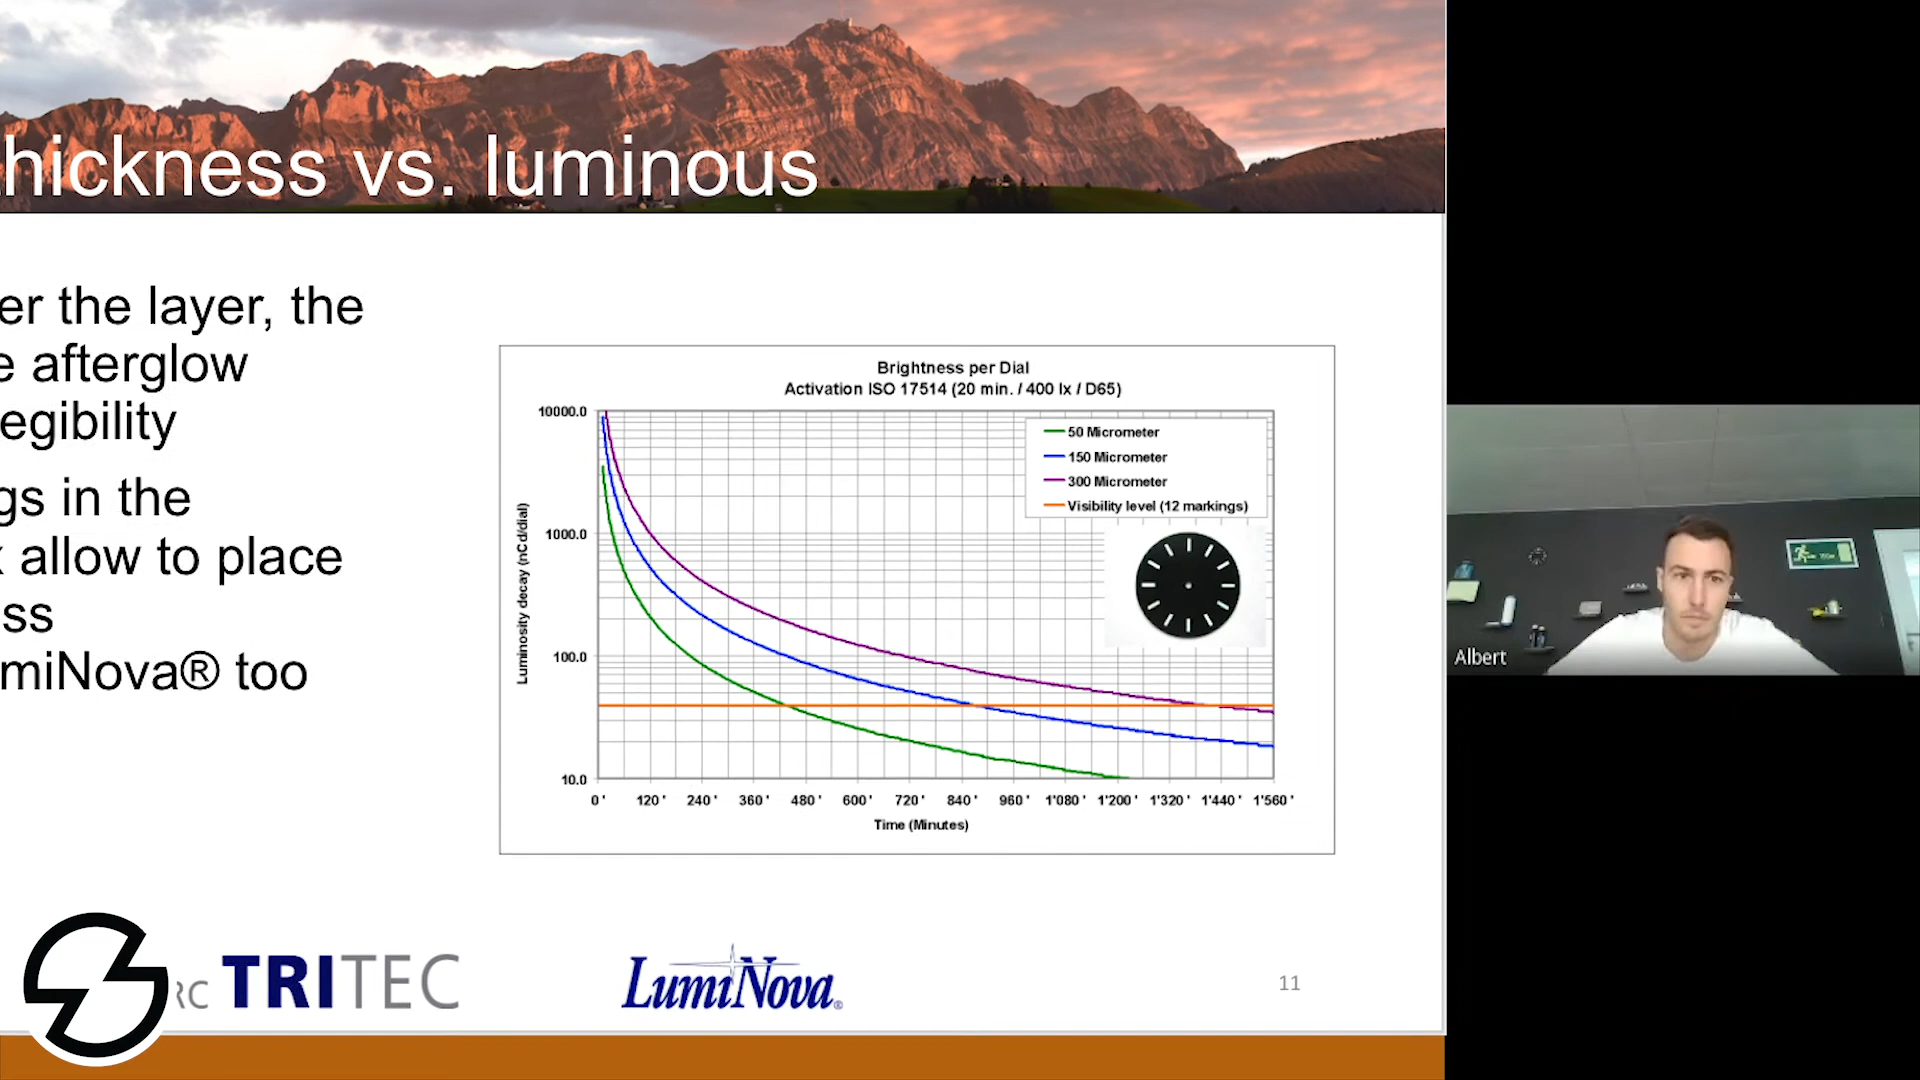 hickness vs. luminous
er the layer, the
e afterglow
egibility
gs in the
allow to place
ss
miNova® too
Brightness per Dial
Activation ISO 17514 (20 min. / 400 lx / D65)
10000.0
1000.0
100.0
10.0
Luminosity decay (nCd/dial)
50 Micrometer
150 Micrometer
300 Micrometer
Visibility level (12 markings)
0 ' 120 ' 240 ' 360 ' 480 ' 600 ' 720 ' 840 ' 960 ' 1'080 ' 1'200 ' 1'320 ' 1'440 ' 1'560 '
Time (Minutes)
RC TRITEC
LumiNova®
11
Albert